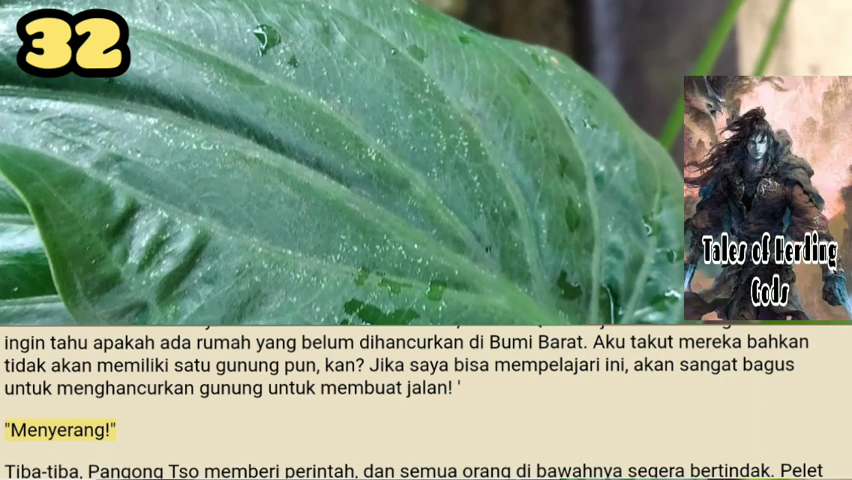 32
Tales of Herding
Gods
ingin tahu apakah ada rumah yang belum dihancurkan di Bumi Barat. Aku takut mereka bahkan
tidak akan memiliki satu gunung pun, kan? Jika saya bisa mempelajari ini, akan sangat bagus
untuk menghancurkan gunung untuk membuat jalan! '
"Menyerang!"
Tiba-tiba, Pangong Tso memberi perintah, dan semua orang di bawahnya segera bertindak. Pelet